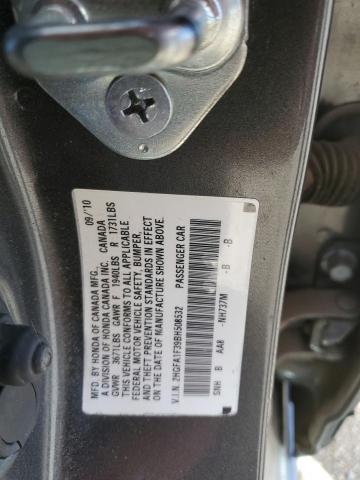 MFD. BY HONDA OF CANADA MFG. 09/10
A DIVISION OF HONDA CANADA INC. CANADA
GVWR 3671LBS GAWR F 1940LBS R 1731LBS
THIS VEHICLE CONFORMS TO ALL APPLICABLE
FEDERAL MOTOR VEHICLE SAFETY, BUMPER,
AND THEFT PREVENTION STANDARDS IN EFFECT
ON THE DATE OF MANUFACTURE SHOWN ABOVE.
V.I.N. 2HGFA1F39BH508532 PASSENGER CAR
SNH B AA8 -NH737M -B -B